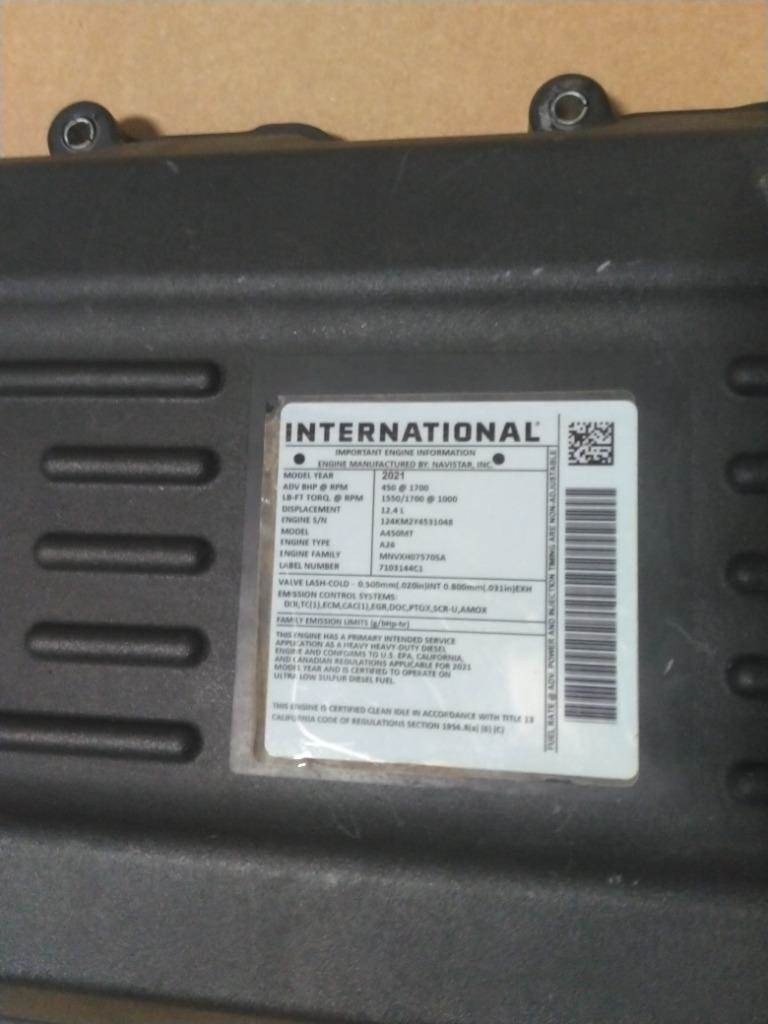 INTERNATIONAL
IMPORTANT ENGINE INFORMATION
ENGINE MANUFACTURED BY: NAVISTAR, INC.
MODEL YEAR 2021
ADV BHP @ RPM 450 @ 1700
LB-FT TORQ. @ RPM 1550/1700 @ 1000
DISPLACEMENT 12.4 L
ENGINE S/N 124KM2Y4531048
MODEL A450MT
ENGINE TYPE A26
ENGINE FAMILY MNVXH075705A
LABEL NUMBER 7103144C1
VALVE LASH-COLD - 0.500mm(.020in)INT 0.800mm(.031in)EXH
EMISSION CONTROL SYSTEMS:
DDI,TC(1),ECM,CAC(1),EGR,DOC,PTOX,SCR-U,AMOX
FAMILY EMISSION LIMITS (g/bHp-hr)
THIS ENGINE HAS A PRIMARY INTENDED SERVICE
APPLICATION AS A HEAVY HEAVY-DUTY DIESEL
ENGINE AND CONFORMS TO U.S. EPA, CALIFORNIA,
AND CANADIAN REGULATIONS APPLICABLE FOR 2021
MODEL YEAR AND IS CERTIFIED TO OPERATE ON
ULTRA LOW SULFUR DIESEL FUEL.
THIS ENGINE IS CERTIFIED CLEAN IDLE IN ACCORDANCE WITH TITLE 13
CALIFORNIA CODE OF REGULATIONS SECTION 1956.8(a) (6) (C)
FUEL RATE @ ADV. POWER AND INJECTION TIMING ARE NON-ADJUSTABLE